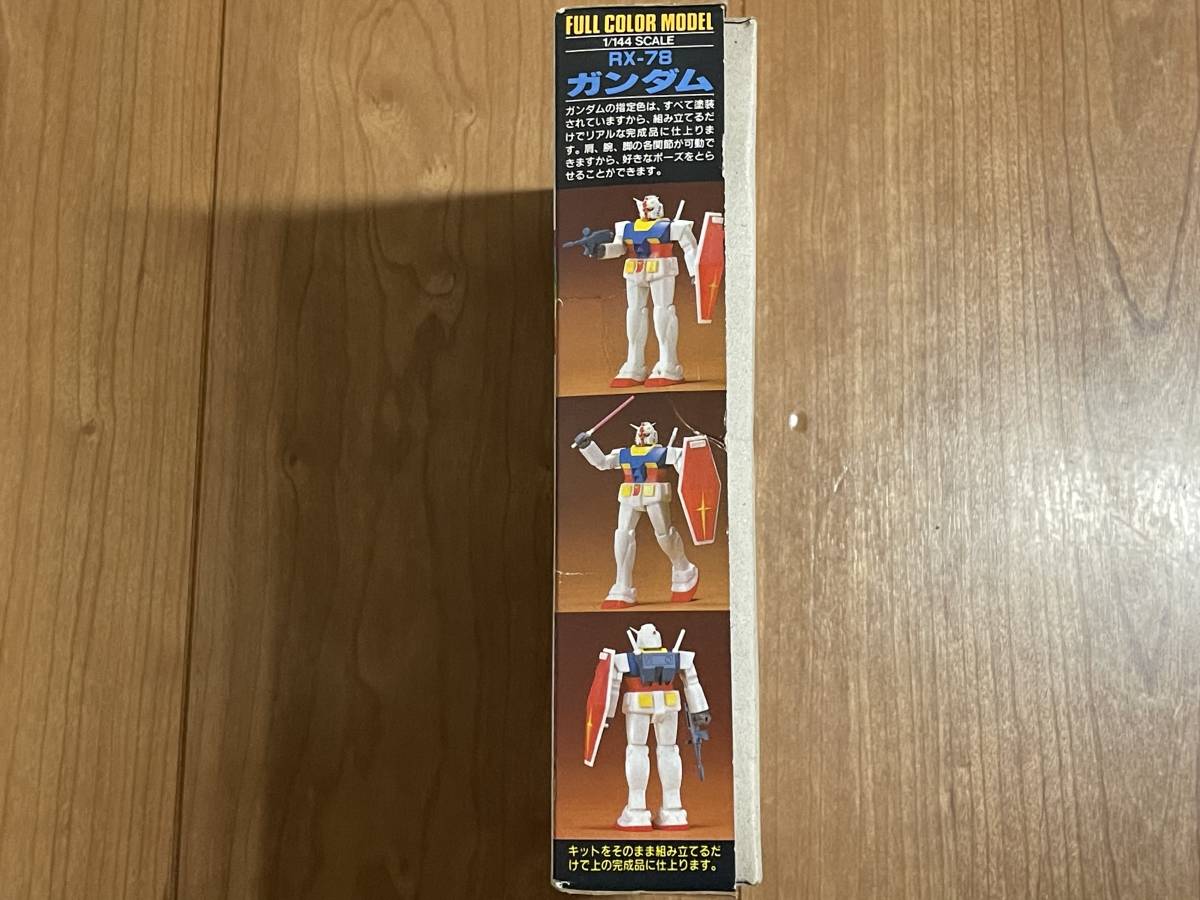 FULL COLOR MODEL
1/144 SCALE
RX-78
ガンダム
ガンダムの指定色は、すべて塗装
されていますから、組み立てるだ
けでリアルな完成品に仕上りま
す。肩、腕、脚の各関節が可動で
きますから、好きなポーズをとら
せることができます。
キットをそのまま組み立てるだ
けで上の完成品に仕上ります。